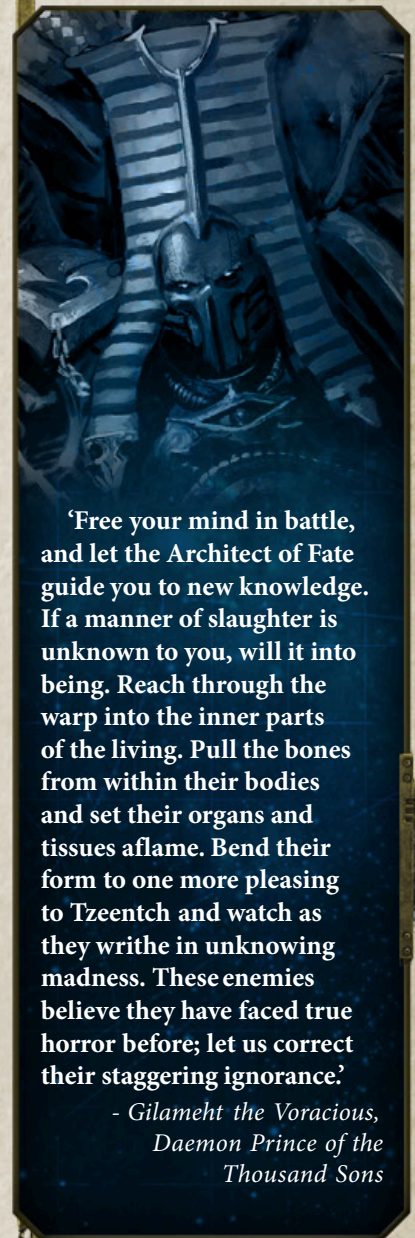 ‘Free your mind in battle,
and let the Architect of Fate
guide you to new knowledge.
If a manner of slaughter is
unknown to you, will it into
being. Reach through the
warp into the inner parts
of the living. Pull the bones
from within their bodies
and set their organs and
tissues aflame. Bend their
form to one more pleasing
to Tzeentch and watch as
they writhe in unknowing
madness. These enemies
believe they have faced true
horror before; let us correct
their staggering ignorance.’
- Gilameht the Voracious,
Daemon Prince of the
Thousand Sons